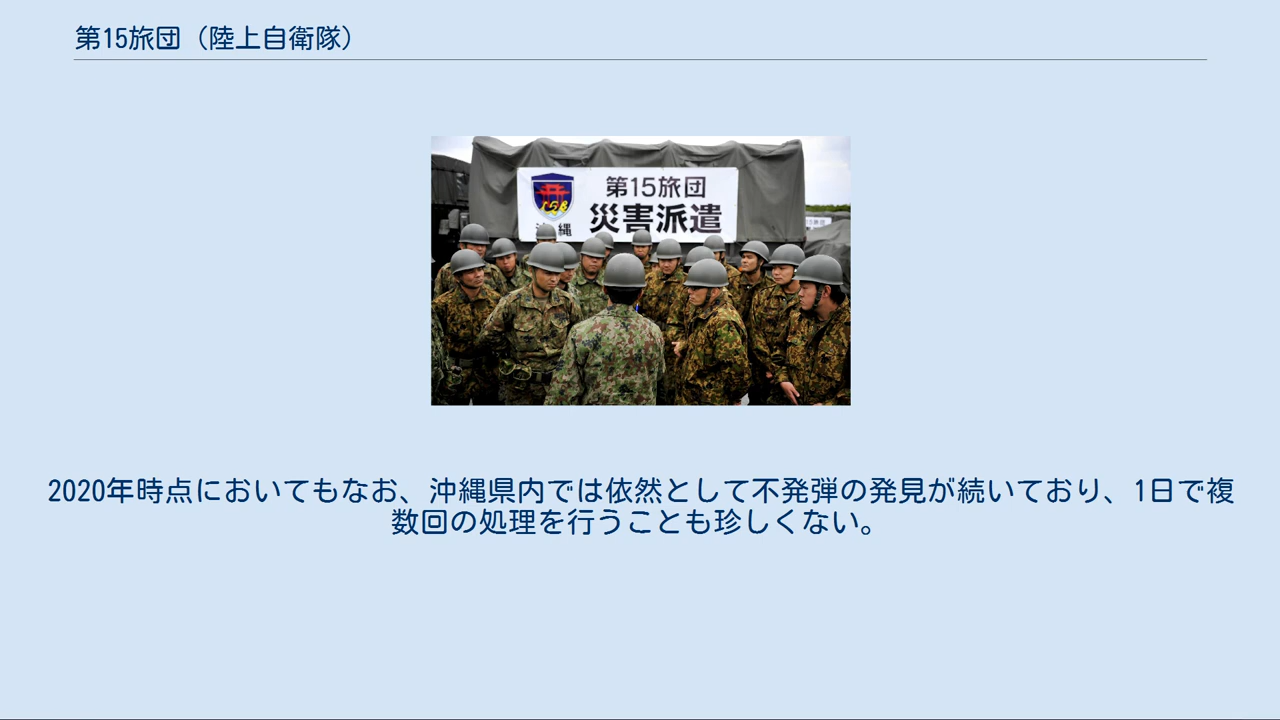 第15旅団（陸上自衛隊）
第15旅団
災害派遣
縄
2020年時点においてもなお、沖縄県内では依然として不発弾の発見が続いており、1日で複
数回の処理を行うことも珍しくない。